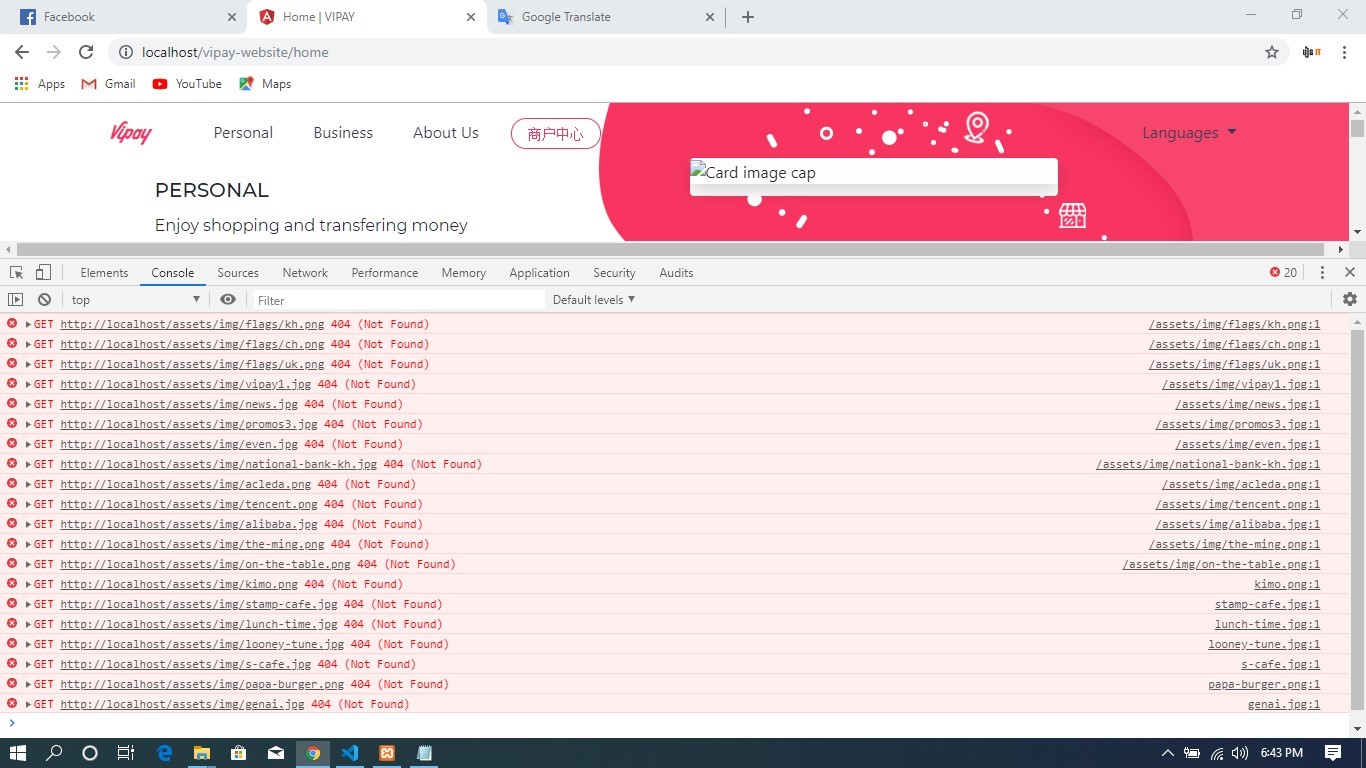 Facebook
Home | VIPAY
Google Translate
localhost/vipay-website/home
Apps Gmail YouTube Maps
Vipay Personal Business About Us 商户中心 Languages
Card image cap
PERSONAL
Enjoy shopping and transfering money
Elements Console Sources Network Performance Memory Application Security Audits 20
top Filter Default levels
GET http://localhost/assets/img/flags/kh.png 404 (Not Found) /assets/img/flags/kh.png:1
GET http://localhost/assets/img/flags/ch.png 404 (Not Found) /assets/img/flags/ch.png:1
GET http://localhost/assets/img/flags/uk.png 404 (Not Found) /assets/img/flags/uk.png:1
GET http://localhost/assets/img/vipay1.jpg 404 (Not Found) /assets/img/vipay1.jpg:1
GET http://localhost/assets/img/news.jpg 404 (Not Found) /assets/img/news.jpg:1
GET http://localhost/assets/img/promos3.jpg 404 (Not Found) /assets/img/promos3.jpg:1
GET http://localhost/assets/img/even.jpg 404 (Not Found) /assets/img/even.jpg:1
GET http://localhost/assets/img/national-bank-kh.jpg 404 (Not Found) /assets/img/national-bank-kh.jpg:1
GET http://localhost/assets/img/acleda.png 404 (Not Found) /assets/img/acleda.png:1
GET http://localhost/assets/img/tencent.png 404 (Not Found) /assets/img/tencent.png:1
GET http://localhost/assets/img/alibaba.jpg 404 (Not Found) /assets/img/alibaba.jpg:1
GET http://localhost/assets/img/the-ming.png 404 (Not Found) /assets/img/the-ming.png:1
GET http://localhost/assets/img/on-the-table.png 404 (Not Found) /assets/img/on-the-table.png:1
GET http://localhost/assets/img/kimo.png 404 (Not Found) kimo.png:1
GET http://localhost/assets/img/stamp-cafe.jpg 404 (Not Found) stamp-cafe.jpg:1
GET http://localhost/assets/img/lunch-time.jpg 404 (Not Found) lunch-time.jpg:1
GET http://localhost/assets/img/looney-tune.jpg 404 (Not Found) looney-tune.jpg:1
GET http://localhost/assets/img/s-cafe.jpg 404 (Not Found) s-cafe.jpg:1
GET http://localhost/assets/img/papa-burger.png 404 (Not Found) papa-burger.png:1
GET http://localhost/assets/img/genai.jpg 404 (Not Found) genai.jpg:1
6:43 PM